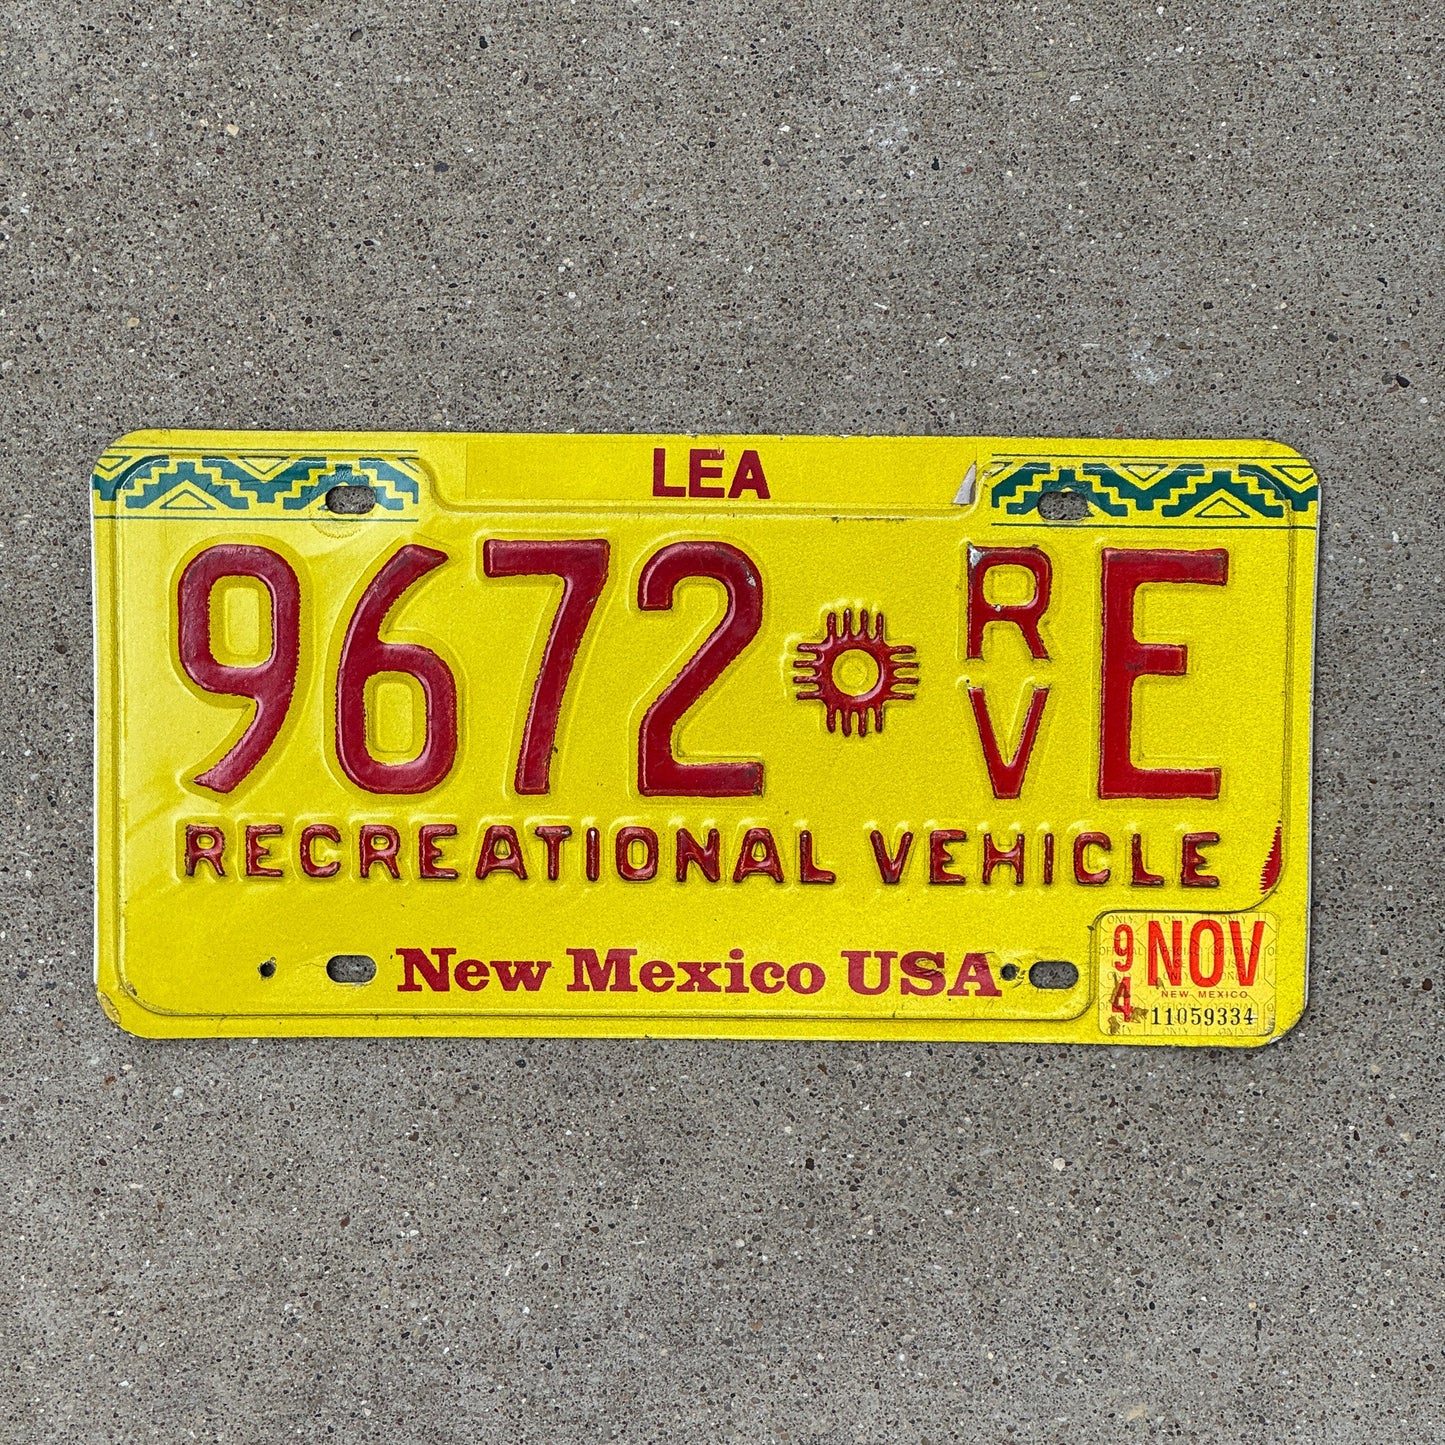 LEA
9672 RV E
RECREATIONAL VEHICLE
New Mexico USA
94 NOV
NEW MEXICO
11059334